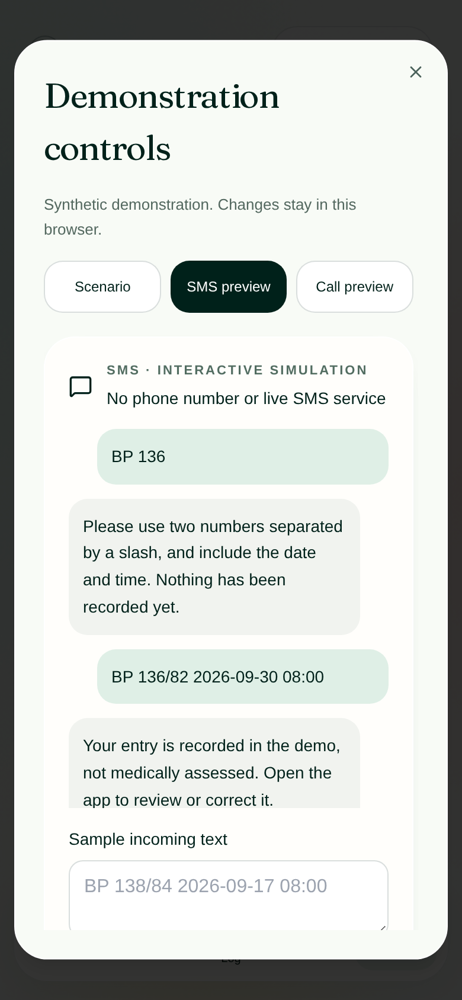 Demonstration
controls
Synthetic demonstration. Changes stay in this
browser.
Scenario
SMS preview
Call preview
SMS · INTERACTIVE SIMULATION
No phone number or live SMS service
BP 136
Please use two numbers separated
by a slash, and include the date
and time. Nothing has been
recorded yet.
BP 136/82 2026-09-30 08:00
Your entry is recorded in the demo,
not medically assessed. Open the
app to review or correct it.
Sample incoming text
BP 138/84 2026-09-17 08:00
Log